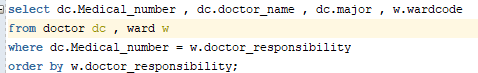 select dc.Medical_number , dc.doctor_name , dc.major , w.wardcode
from doctor dc , ward w
where dc.Medical_number = w.doctor_responsibility
order by w.doctor_responsibility;